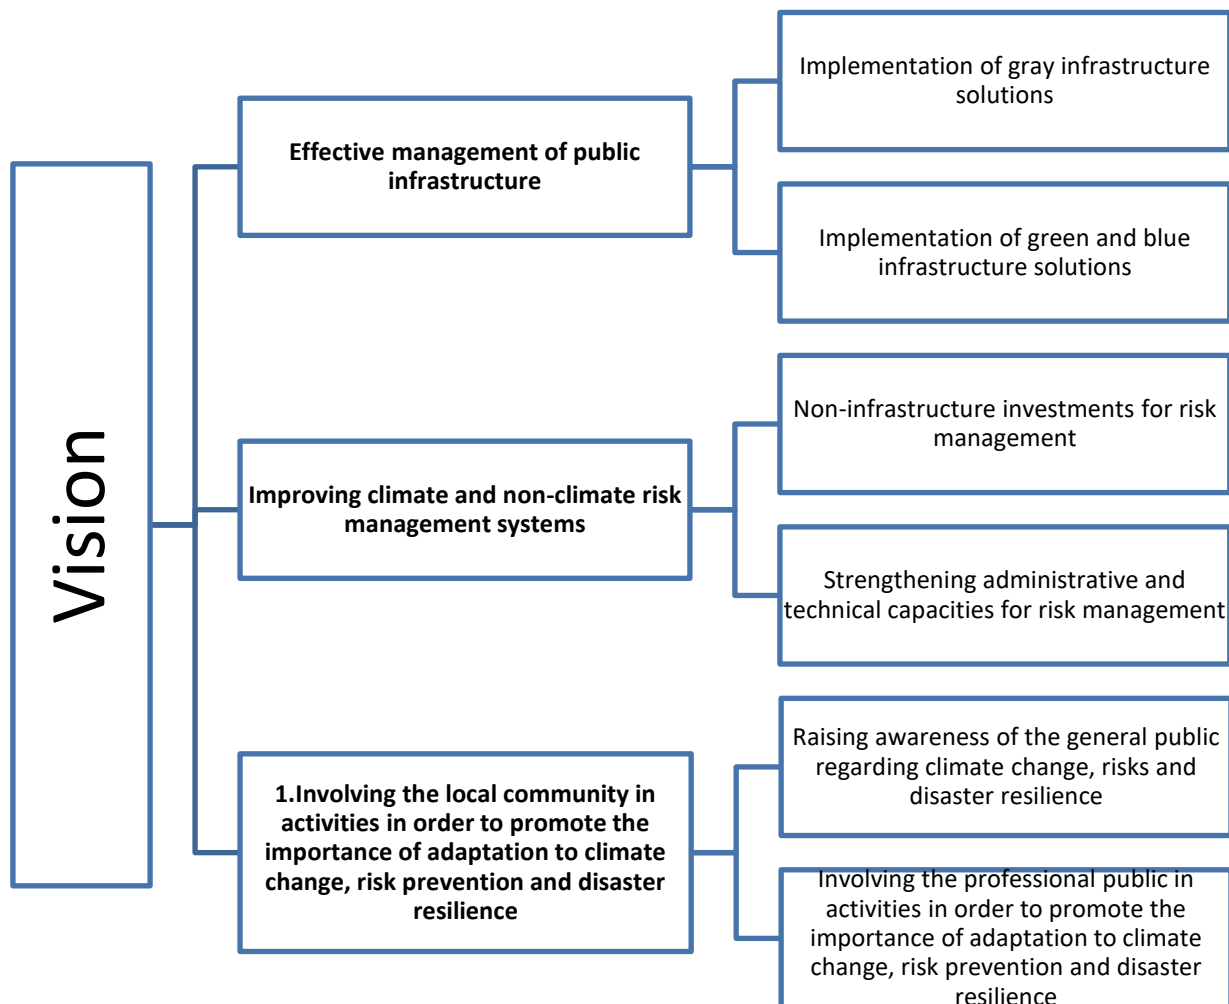 Vision
Effective management of public
infrastructure
Implementation of gray infrastructure
solutions
Implementation of green and blue
infrastructure solutions
Improving climate and non-climate risk
management systems
Non-infrastructure investments for risk
management
Strengthening administrative and
technical capacities for risk management
1.Involving the local community in
activities in order to promote the
importance of adaptation to climate
change, risk prevention and disaster
resilience
Raising awareness of the general public
regarding climate change, risks and
disaster resilience
Involving the professional public in
activities in order to promote the
importance of adaptation to climate
change, risk prevention and disaster
resilience